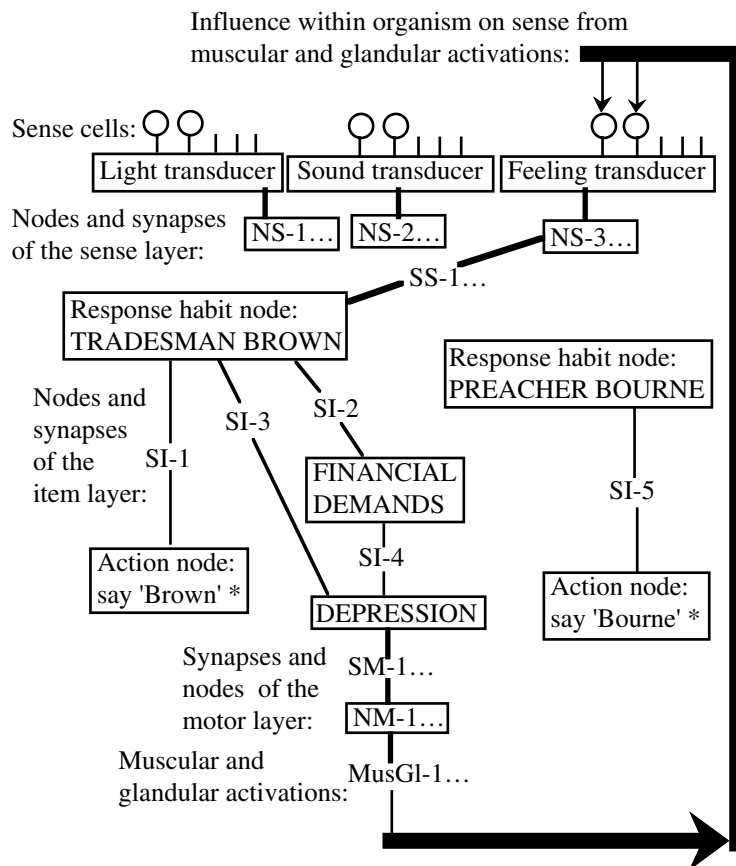 Influence within organism on sense from
muscular and glandular activations:
Sense cells:
Light transducer
Sound transducer
Feeling transducer
Nodes and synapses
of the sense layer:
NS-1…
NS-2…
NS-3…
SS-1…
Response habit node:
TRADESMAN BROWN
Response habit node:
PREACHER BOURNE
Nodes and
synapses
of the
item layer:
SI-1
SI-3
SI-2
FINANCIAL
DEMANDS
SI-5
SI-4
Action node:
say 'Brown' *
DEPRESSION
Action node:
say 'Bourne' *
Synapses and
nodes of the
motor layer:
SM-1…
NM-1…
Muscular and
glandular activations:
MusGl-1…